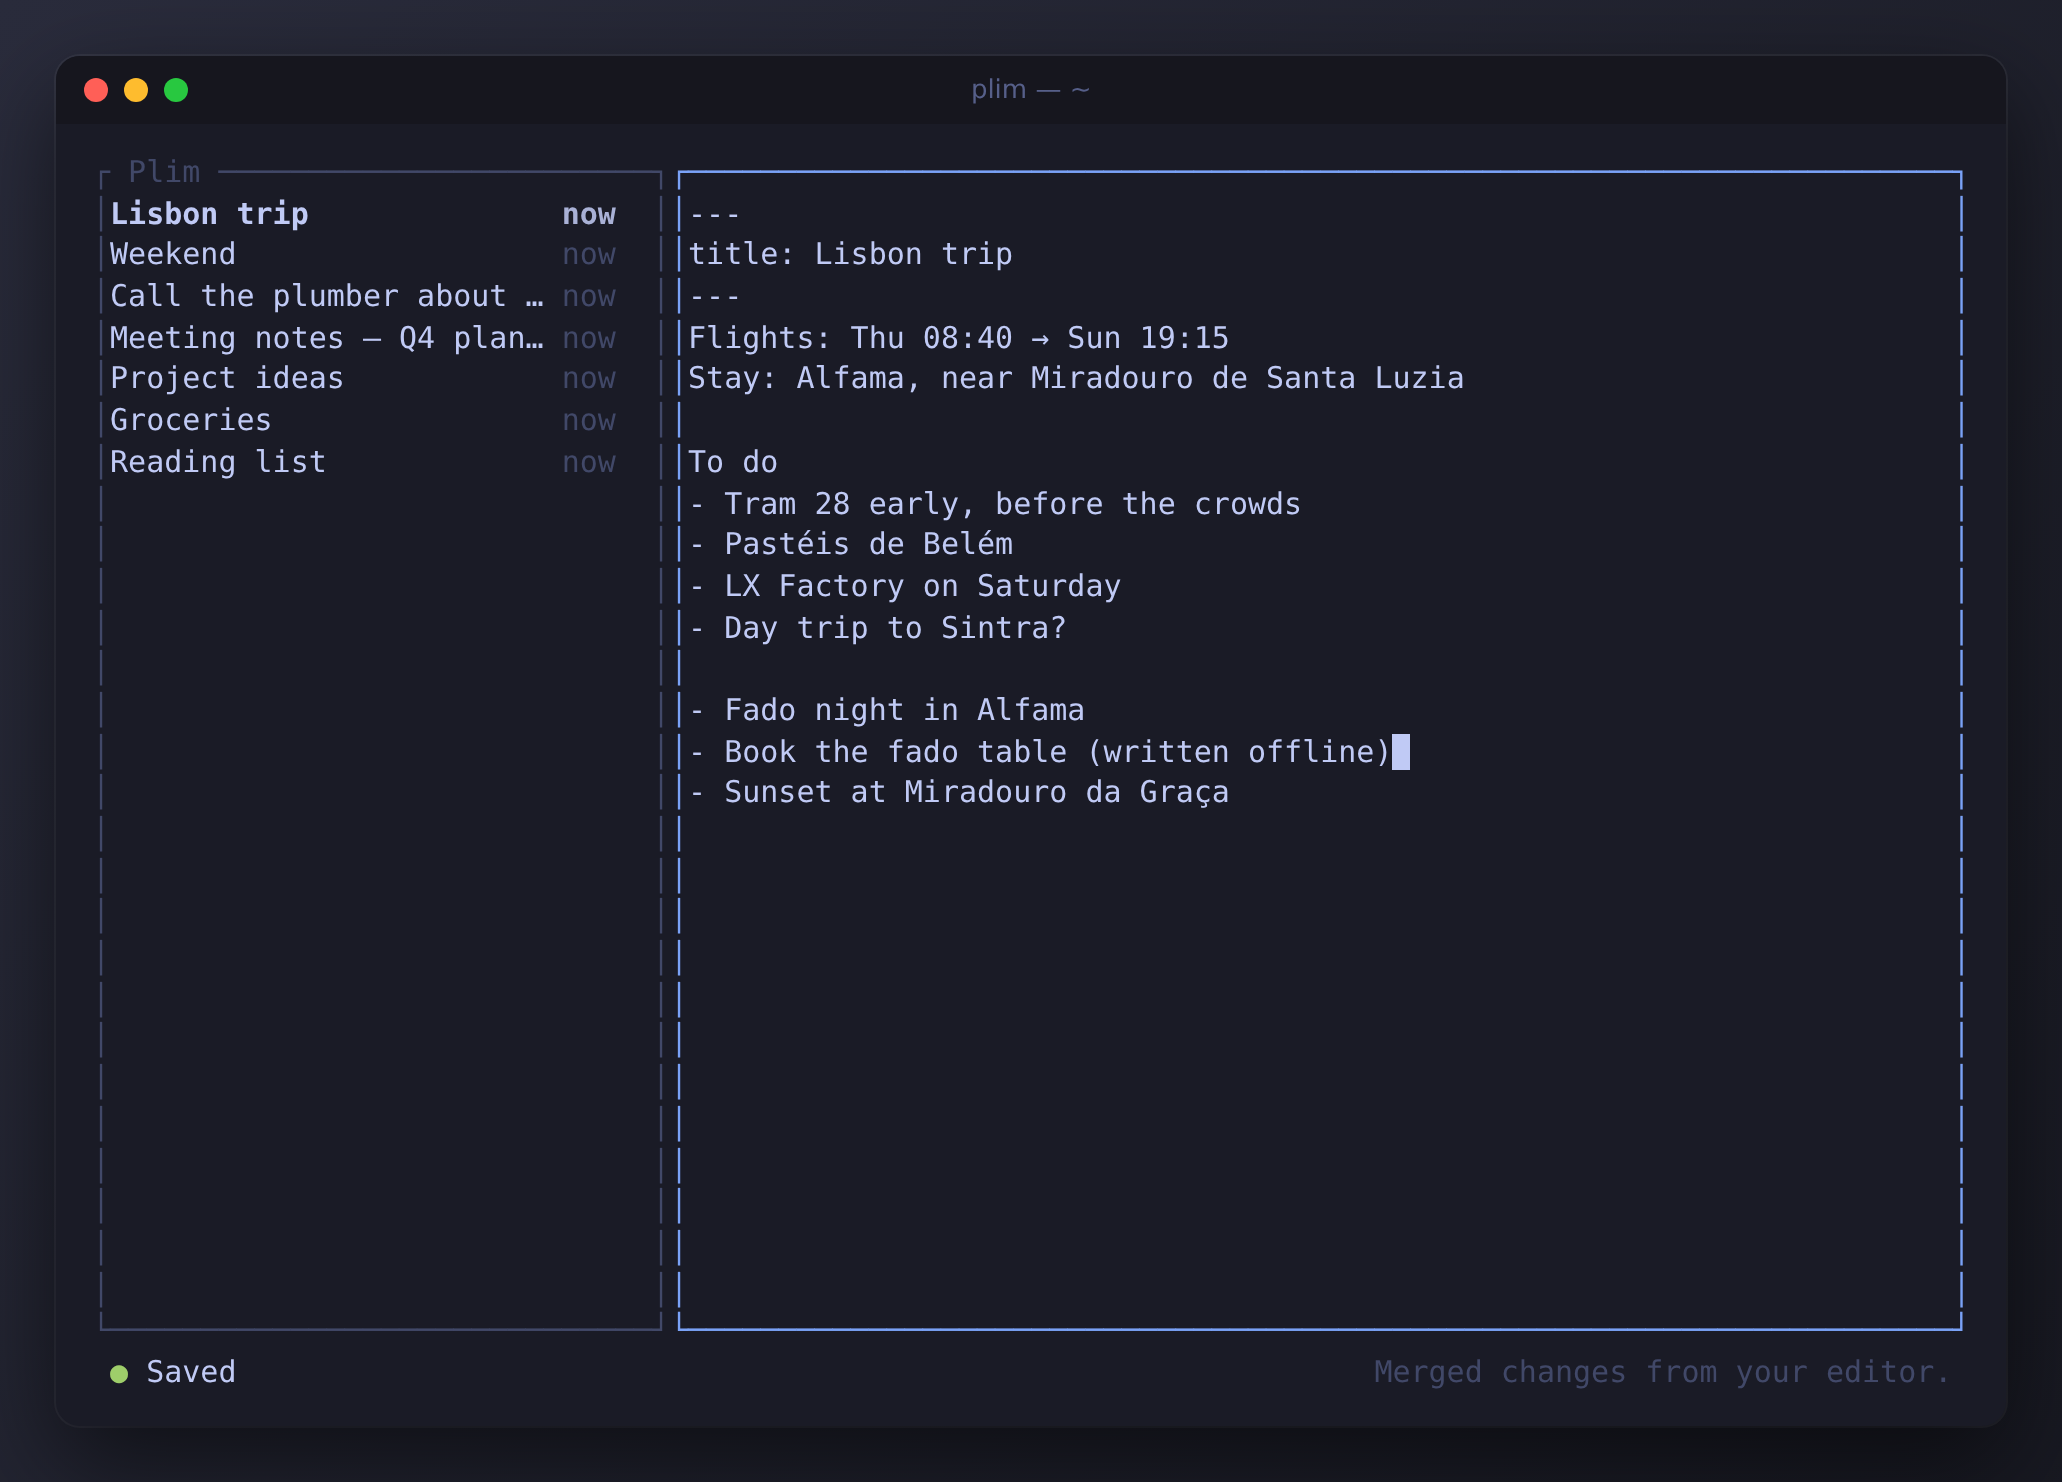 plim — ~
Plim
Lisbon trip now
Weekend now
Call the plumber about … now
Meeting notes — Q4 plan… now
Project ideas now
Groceries now
Reading list now
---
title: Lisbon trip
---
Flights: Thu 08:40 → Sun 19:15
Stay: Alfama, near Miradouro de Santa Luzia
To do
- Tram 28 early, before the crowds
- Pastéis de Belém
- LX Factory on Saturday
- Day trip to Sintra?
- Fado night in Alfama
- Book the fado table (written offline)
- Sunset at Miradouro da Graça
● Saved
Merged changes from your editor.